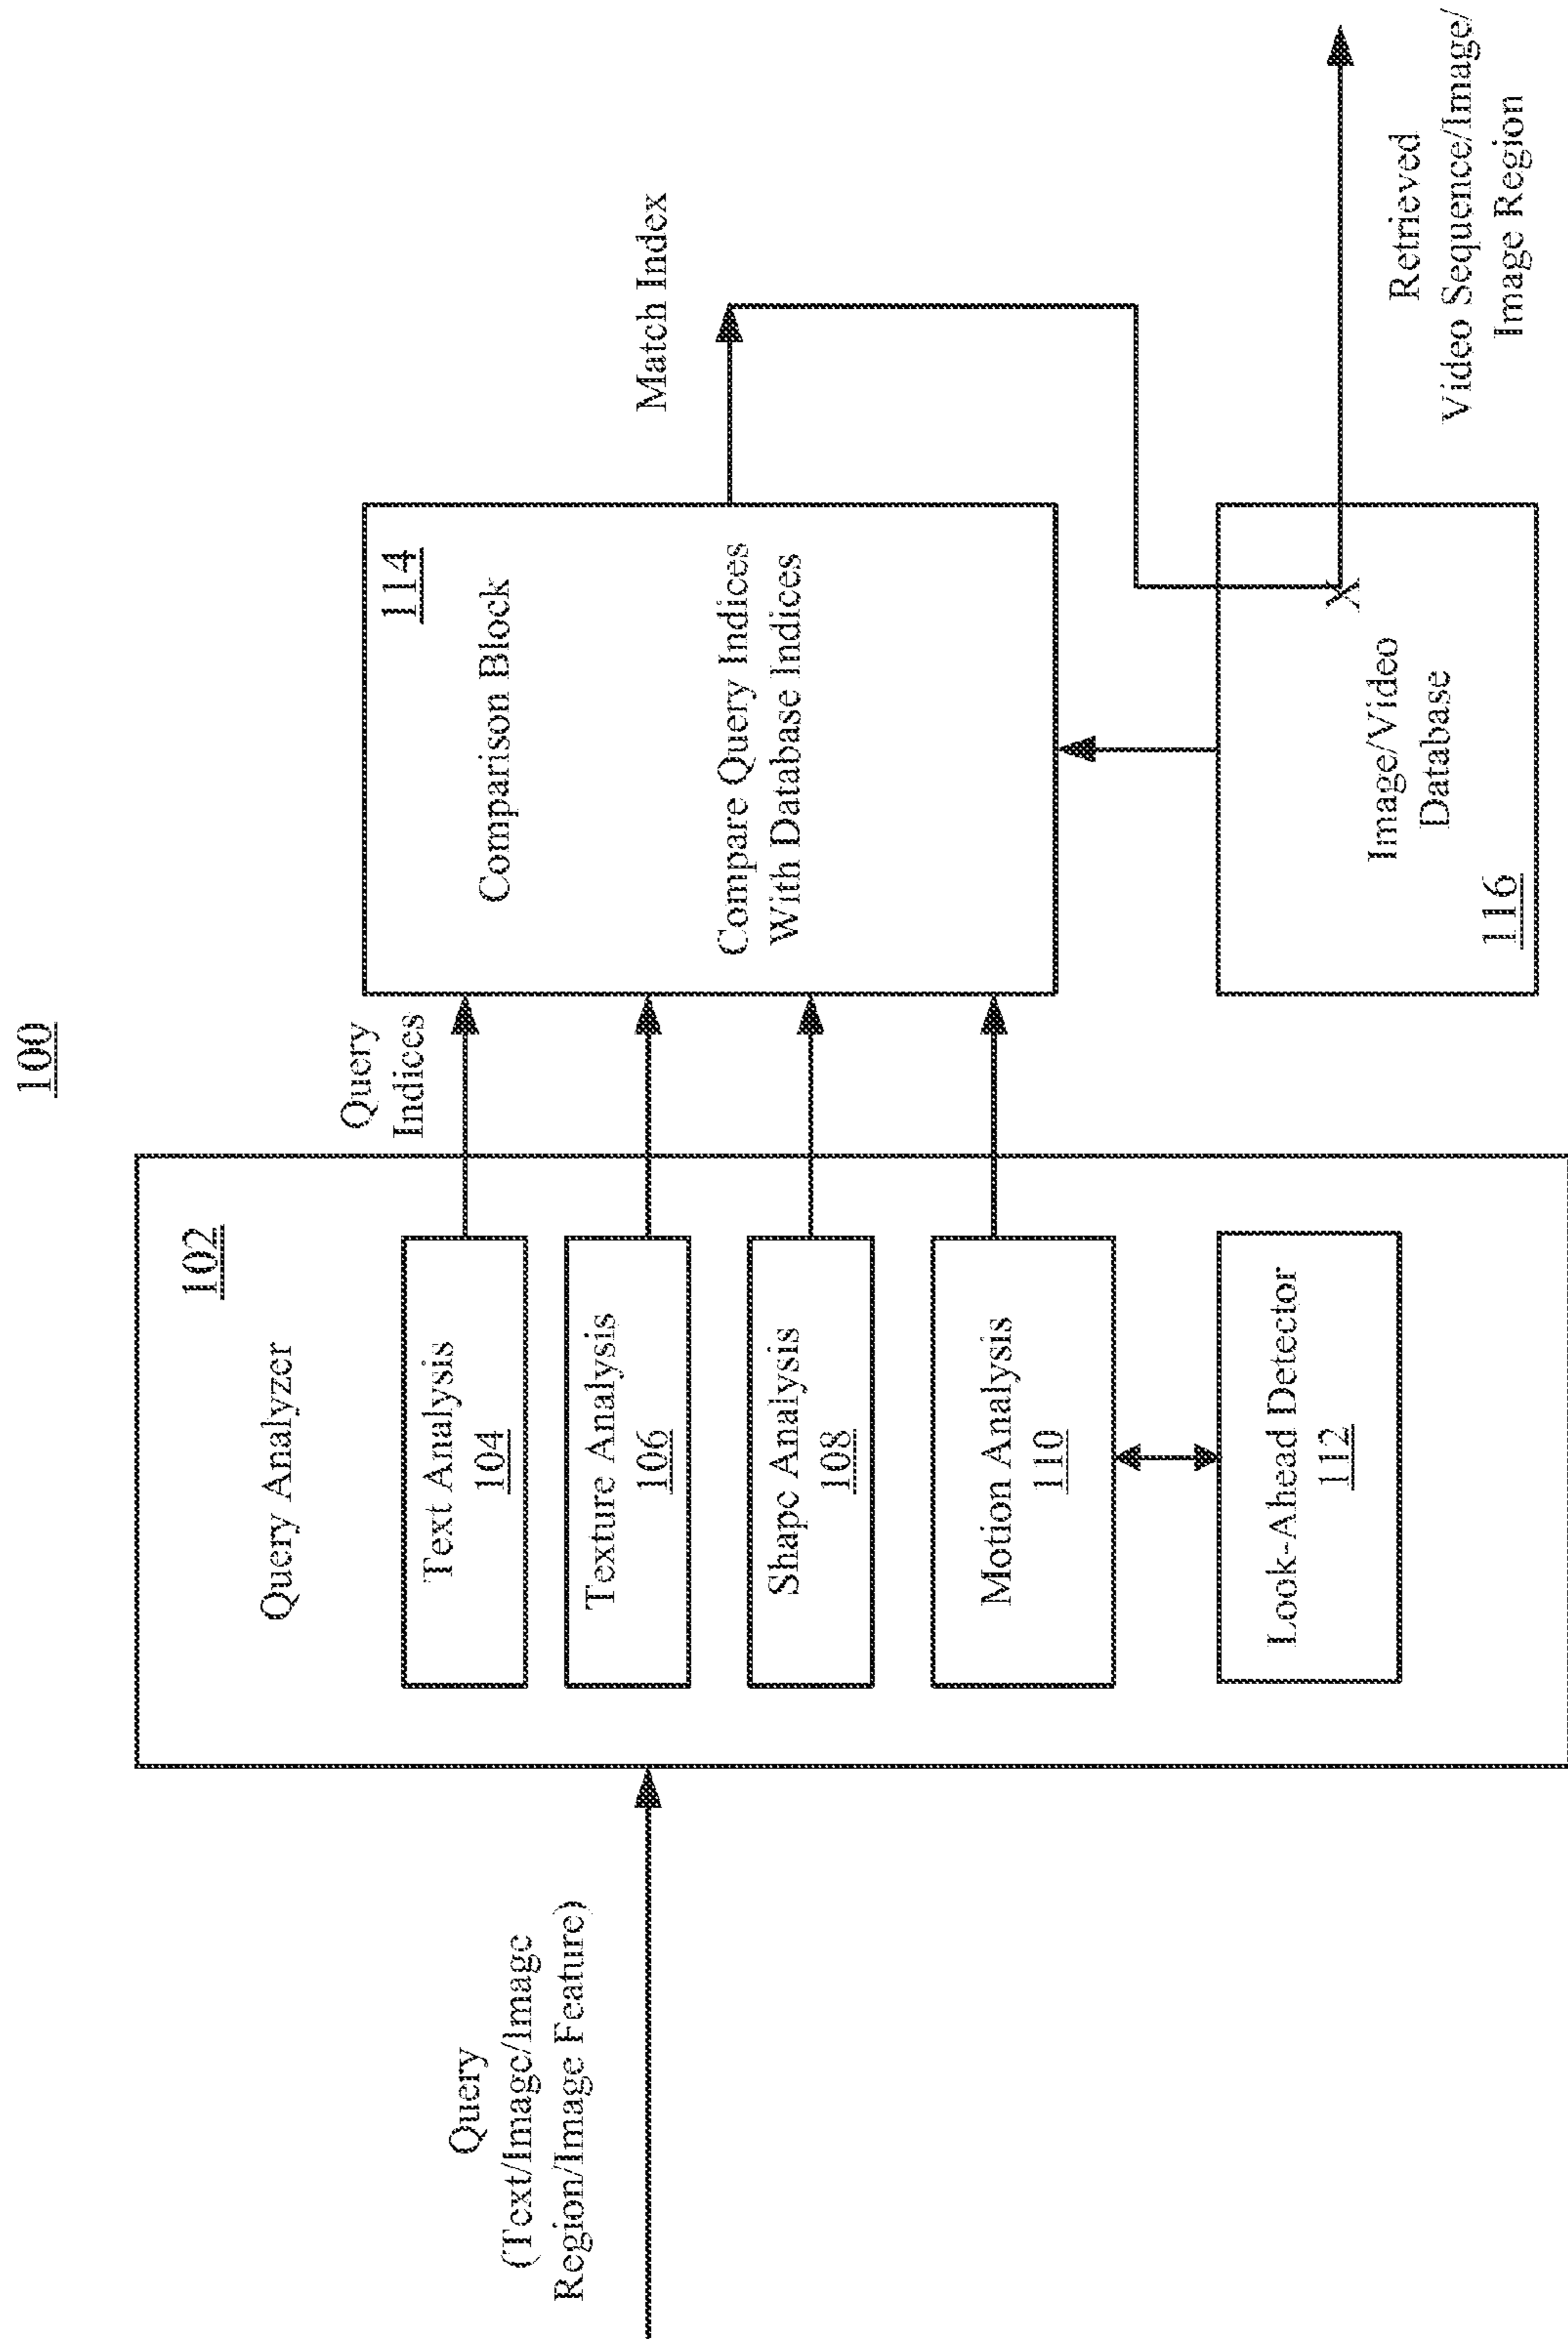 100
Query
(Text/Image/Image
Region/Image Feature)
102
Query Analyzer
Text Analysis
104
Texture Analysis
106
Shape Analysis
108
Motion Analysis
110
Look-Ahead Detector
112
Query
Indices
114
Comparison Block
Compare Query Indices
With Database Indices
Match Index
X
Image/Video
Database
116
Retrieved
Video Sequence/Image/
Image Region